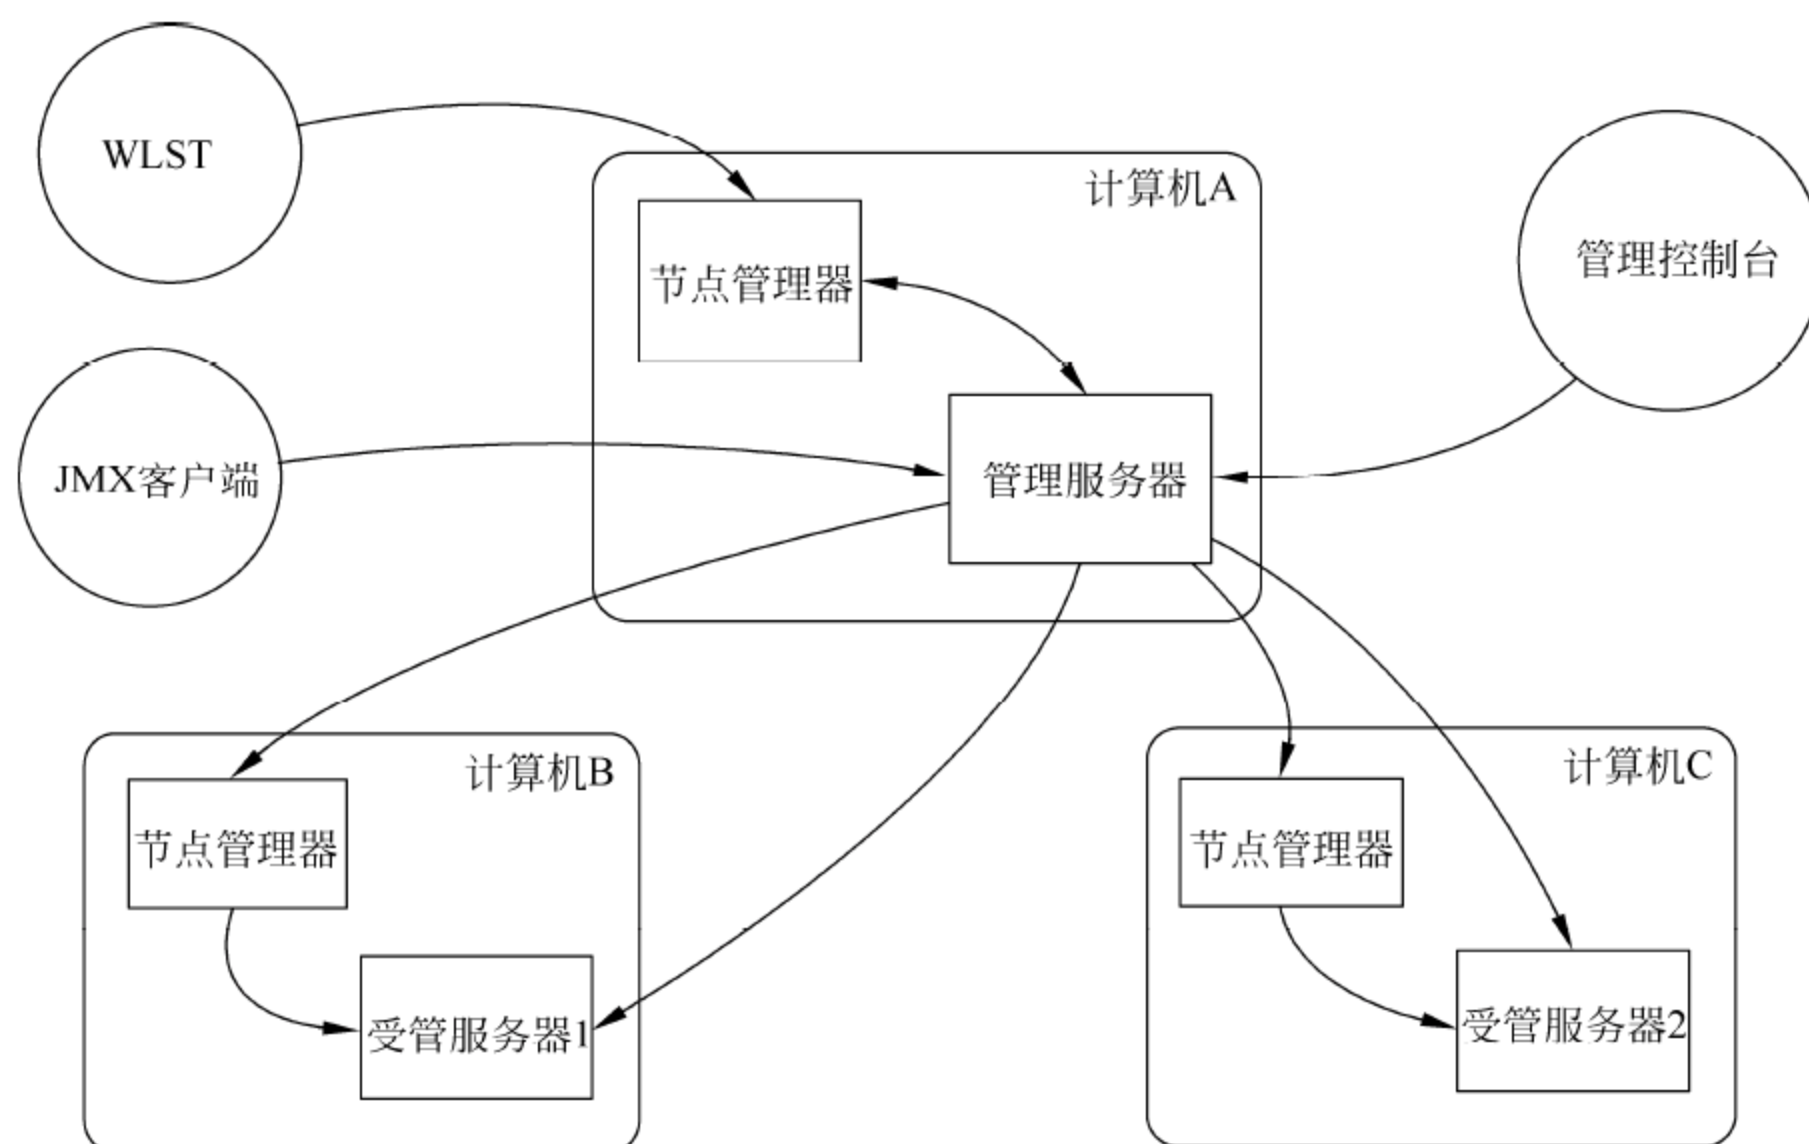 WLST
计算机A
节点管理器
管理控制台
JMX客户端
管理服务器
计算机B
计算机C
节点管理器
节点管理器
受管服务器1
受管服务器2